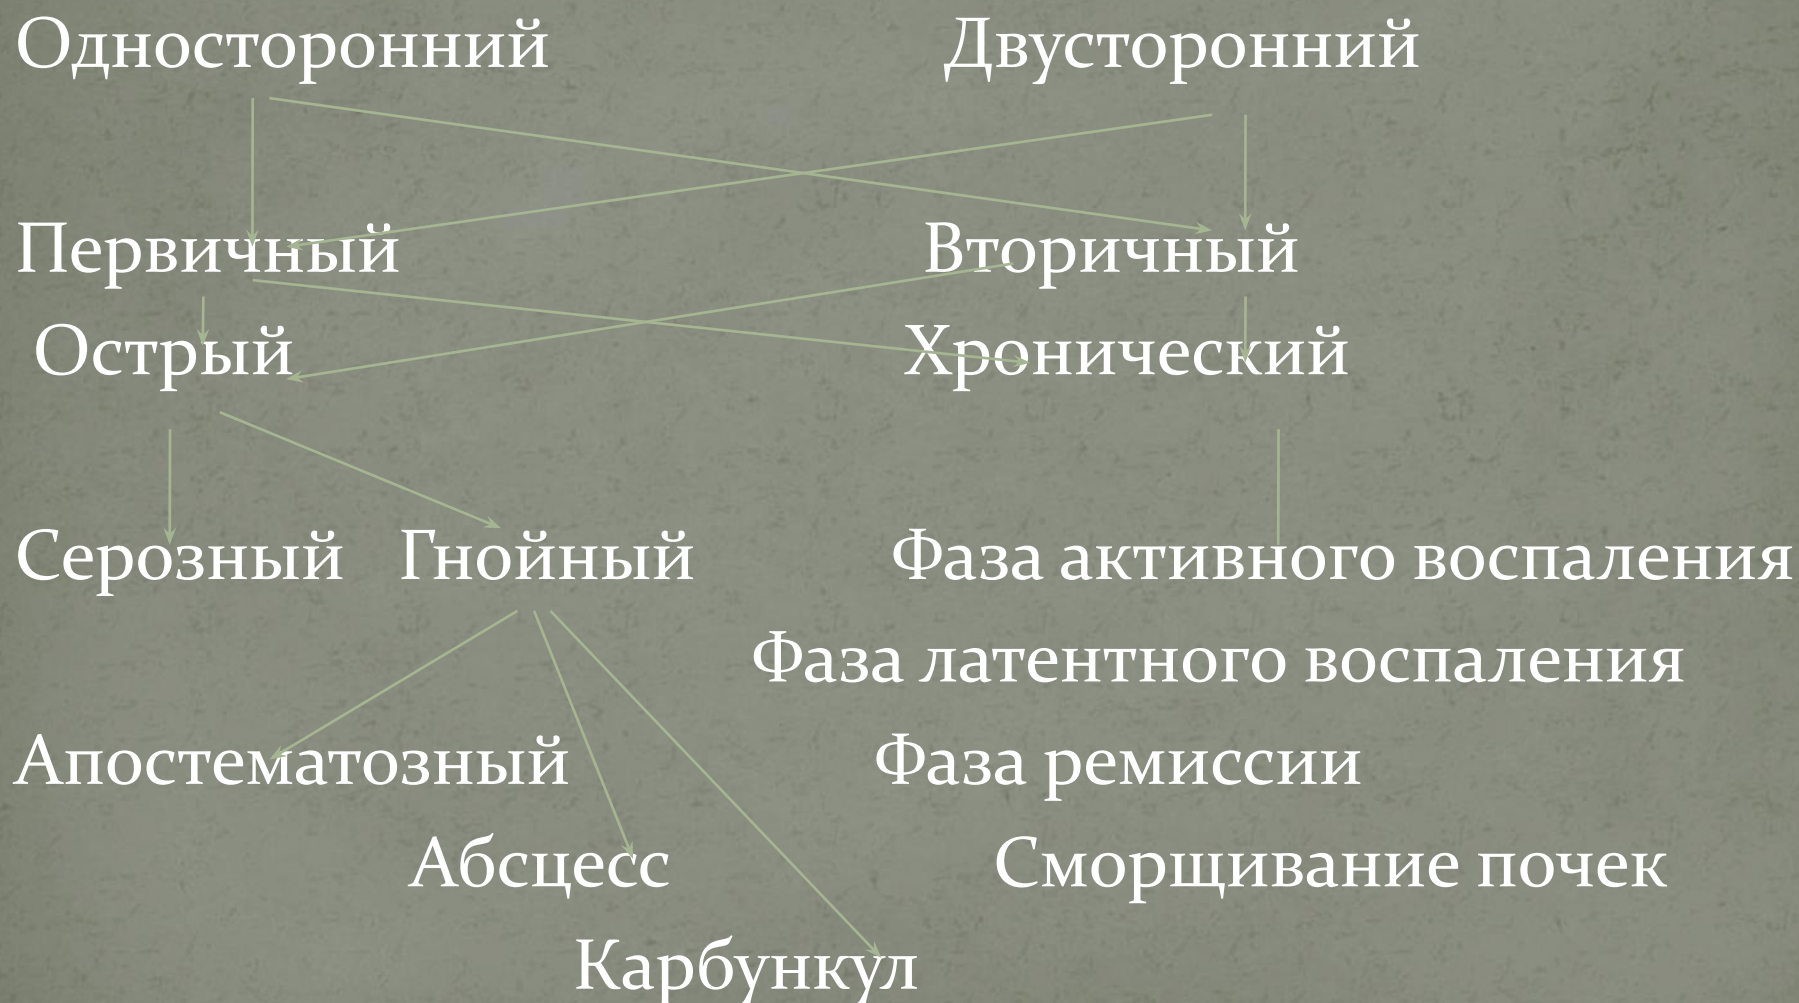 Односторонний Двусторонний
Первичный Вторичный
Острый Хронический
Серозный Гнойный Фаза активного воспаления
Фаза латентного воспаления
Апостематозный Фаза ремиссии
Абсцесс Сморщивание почек
Карбункул